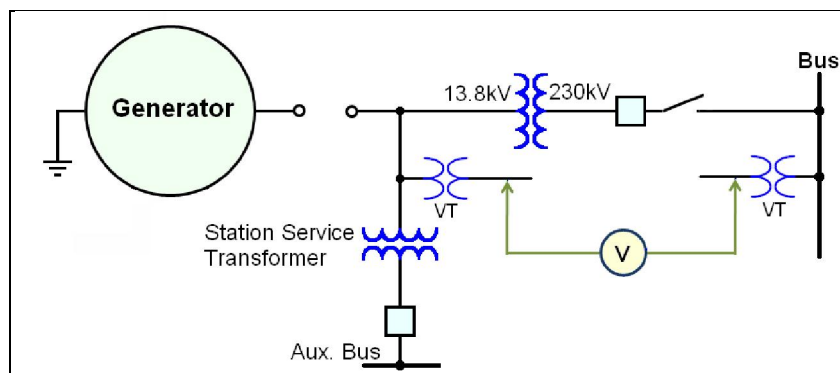 Bus
13.8kV 230kV
Generator
VT
VT
Station Service
Transformer
V
Aux. Bus